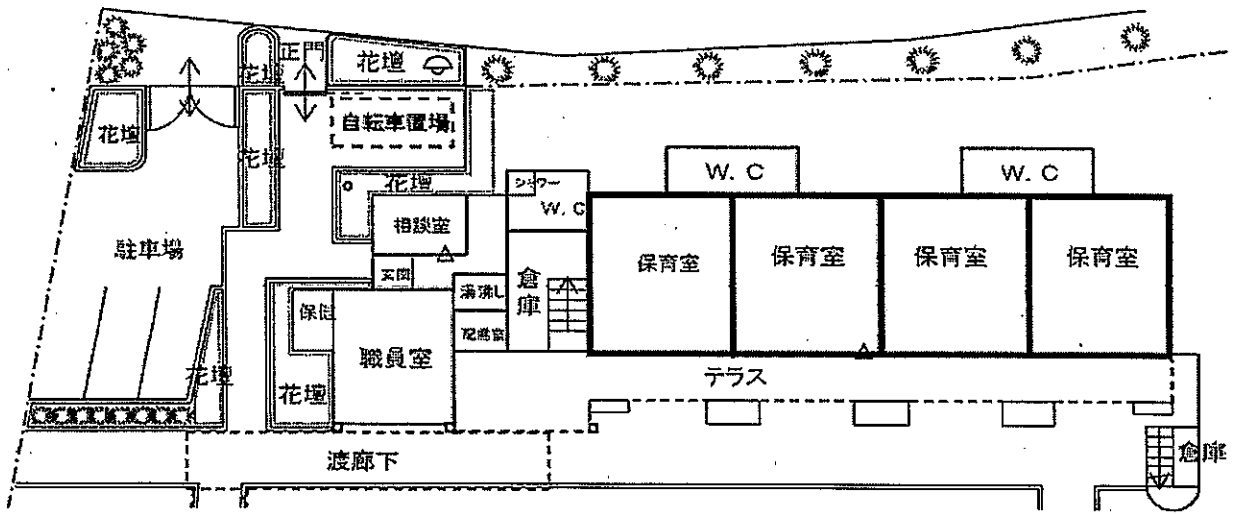 正門
花壇
花壇
花壇
自転車置場
花壇
花壇
シャワー
W.C
W.C
W.C
相談室
駐車場
玄関
倉庫
保育室
保育室
保育室
保育室
湯沸し
保健
配膳室
職員室
花壇
花壇
テラス
渡廊下
倉庫